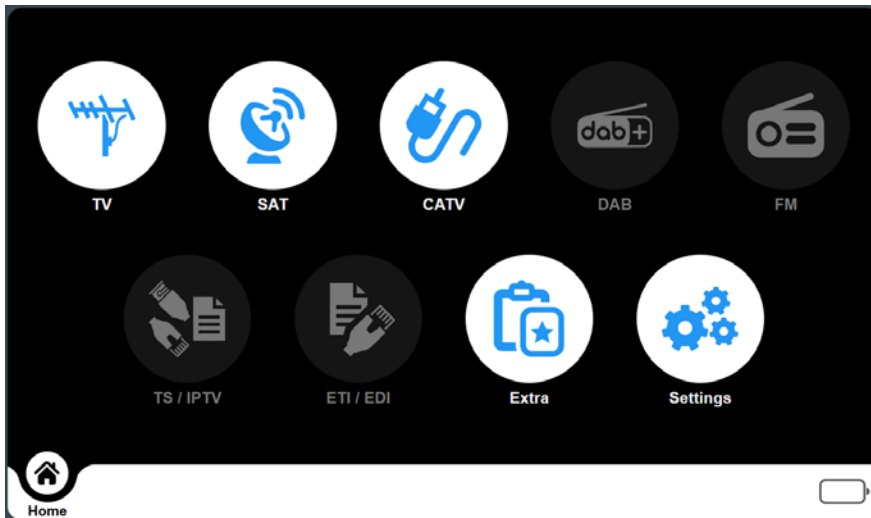 dab+
TV
SAT
CATV
DAB
FM
TS / IPTV
ETI / EDI
Extra
Settings
Home